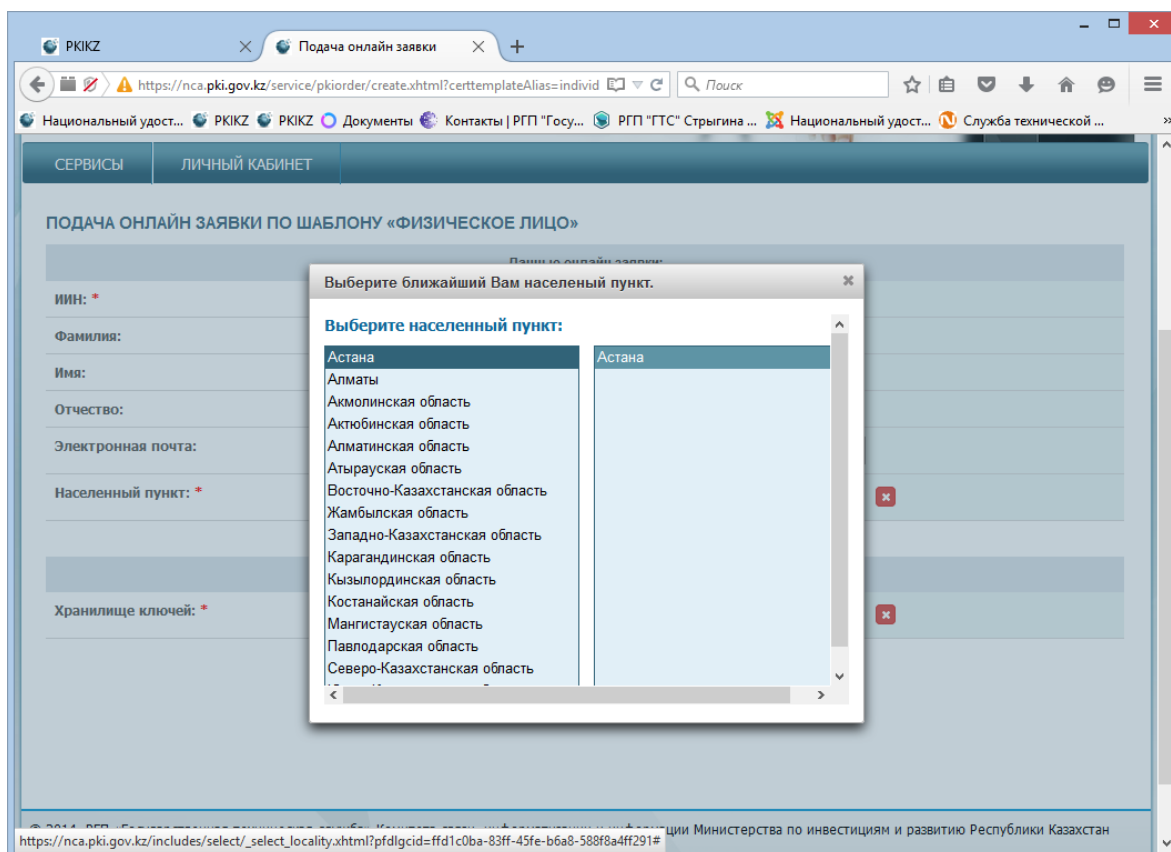 PKIKZ
Подача онлайн заявки
https://nca.pki.gov.kz/service/pkiorder/create.xhtml?certtemplateAlias=individ
Поиск
Национальный удост... PKIKZ PKIKZ Документы Контакты | РГП "Госу... РГП "ГТС" Стрыгина ... Национальный удост... Служба технической ...
СЕРВИСЫ ЛИЧНЫЙ КАБИНЕТ
ПОДАЧА ОНЛАЙН ЗАЯВКИ ПО ШАБЛОНУ «ФИЗИЧЕСКОЕ ЛИЦО»
Данные онлайн заявки:
Выберите ближайший Вам населеный пункт.
ИИН: *
Фамилия:
Имя:
Отчество:
Электронная почта:
Населенный пункт: *
Хранилище ключей: *
Выберите населенный пункт:
Астана
Алматы
Акмолинская область
Актюбинская область
Алматинская область
Атырауская область
Восточно-Казахстанская область
Жамбылская область
Западно-Казахстанская область
Карагандинская область
Кызылординская область
Костанайская область
Мангистауская область
Павлодарская область
Северо-Казахстанская область
Астана
Министерства по инвестициям и развитию Республики Казахстан
https://nca.pki.gov.kz/includes/select/_select_locality.xhtml?pfdlgcid=ffd1c0ba-83ff-45fe-b6a8-588f8a4ff291#